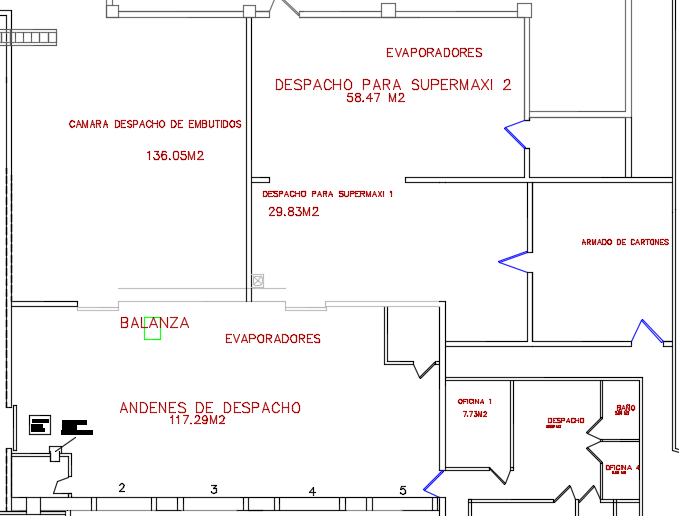 EVAPORADORES
DESPACHO PARA SUPERMAXI 2
58.47 M2
CAMARA DESPACHO DE EMBUTIDOS
136.05M2
DESPACHO PARA SUPERMAXI 1
29.83M2
ARMADO DE CARTONES
BALANZA
EVAPORADORES
ANDENES DE DESPACHO
117.29M2
OFICINA 1
7.73M2
DESPACHO
BAÑO
OFICINA 4
2
3
4
5